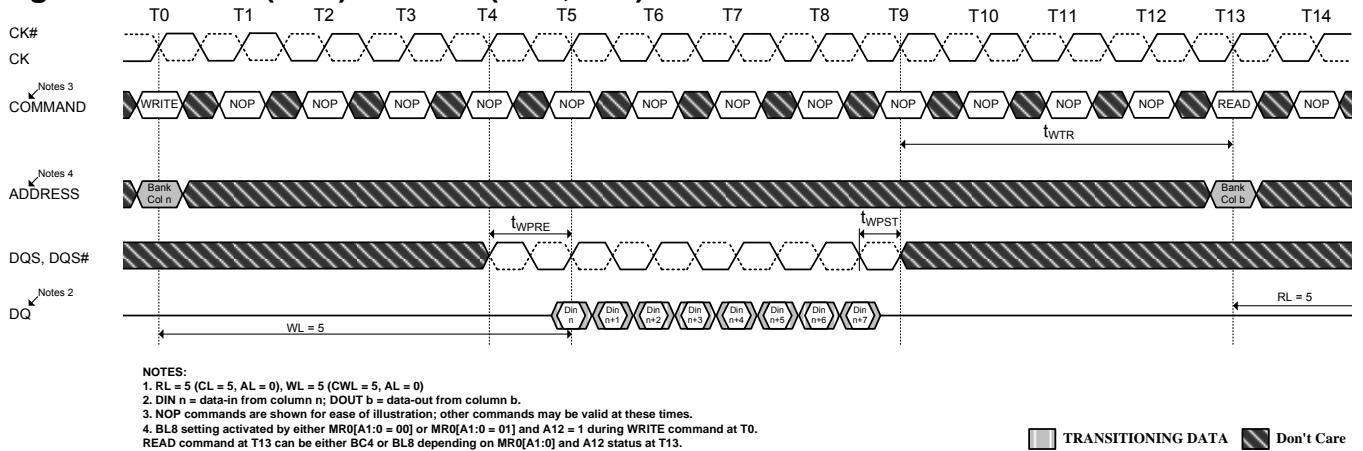 T0 T1 T2 T3 T4 T5 T6 T7 T8 T9 T10 T11 T12 T13 T14
CK#
CK
Notes 3
COMMAND
WRITE NOP NOP NOP NOP NOP NOP NOP NOP NOP NOP NOP NOP READ NOP
tWTR
Notes 4
ADDRESS
Bank Bank
Col n Col b
tWPRE tWPST
DQS, DQS#
Notes 2
DQ
Din Din Din Din Din Din Din Din
n n+1 n+2 n+3 n+4 n+5 n+6 n+7
RL = 5
WL = 5
NOTES:
1. RL = 5 (CL = 5, AL = 0), WL = 5 (CWL = 5, AL = 0)
2. DIN n = data-in from column n; DOUT b = data-out from column b.
3. NOP commands are shown for ease of illustration; other commands may be valid at these times.
4. BL8 setting activated by either MR0[A1:0 = 00] or MR0[A1:0 = 01] and A12 = 1 during WRITE command at T0.
READ command at T13 can be either BC4 or BL8 depending on MR0[A1:0] and A12 status at T13.
TRANSITIONING DATA Don't Care